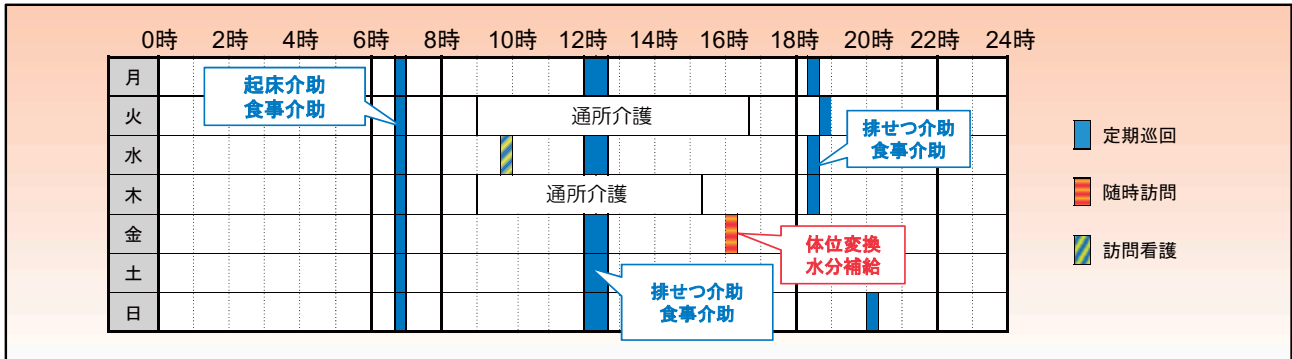 0時 2時 4時 6時 8時 10時 12時 14時 16時 18時 20時 22時 24時
月
起床介助
食事介助
火
通所介護
排せつ介助
食事介助
水
木
通所介護
金
体位変換
水分補給
土
排せつ介助
食事介助
日
定期巡回
随時訪問
訪問看護